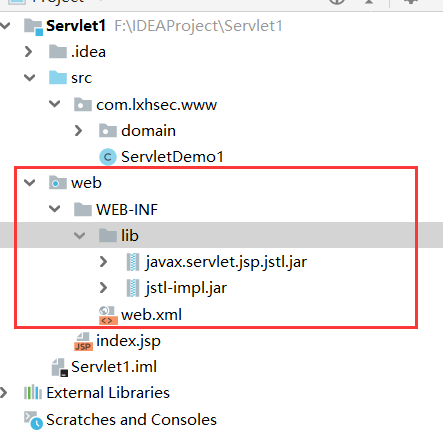 Project
Servlet1 F:\IDEAProject\Servlet1
.idea
src
com.lxhsec.www
domain
C ServletDemo1
web
WEB-INF
lib
javax.servlet.jsp.jstl.jar
jstl-impl.jar
web.xml
JSP index.jsp
Servlet1.iml
External Libraries
Scratches and Consoles